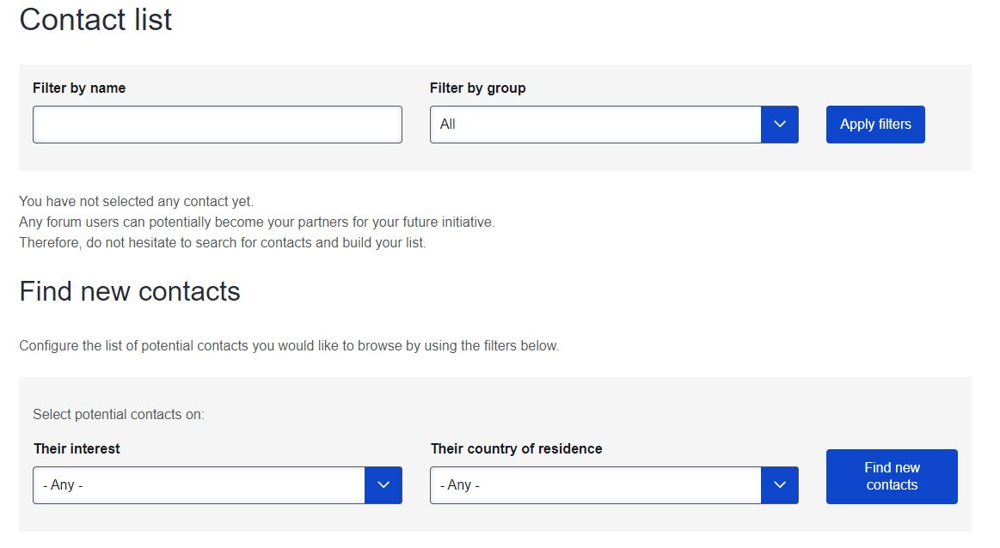 Contact list
Filter by name
Filter by group
All
Apply filters
You have not selected any contact yet.
Any forum users can potentially become your partners for your future initiative.
Therefore, do not hesitate to search for contacts and build your list.
Find new contacts
Configure the list of potential contacts you would like to browse by using the filters below.
Select potential contacts on:
Their interest
Their country of residence
- Any -
- Any -
Find new
contacts